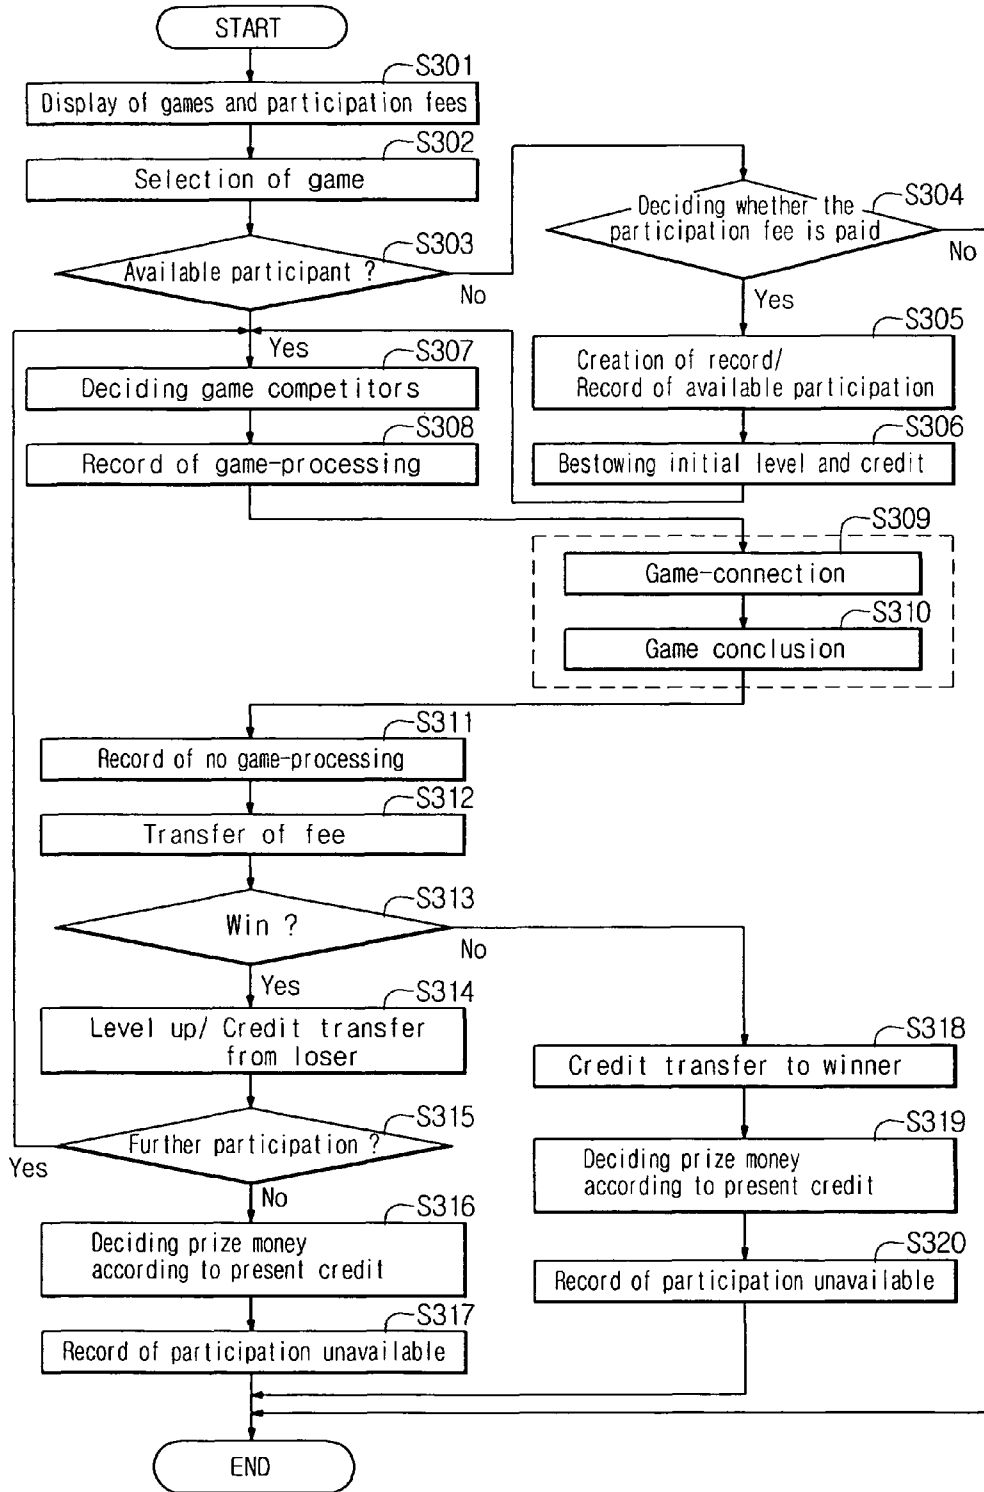 START
S301
Display of games and participation fees
S302
Selection of game
S303
Available participant ?
No
Yes
S304
Deciding whether the
participation fee is paid
No
Yes
S305
Creation of record/
Record of available participation
S306
Bestowing initial level and credit
S307
Deciding game competitors
S308
Record of game-processing
S309
Game-connection
S310
Game conclusion
S311
Record of no game-processing
S312
Transfer of fee
S313
Win ?
No
Yes
S314
Level up/ Credit transfer
from loser
S315
Further participation ?
Yes
No
S316
Deciding prize money
according to present credit
S317
Record of participation unavailable
S318
Credit transfer to winner
S319
Deciding prize money
according to present credit
S320
Record of participation unavailable
END